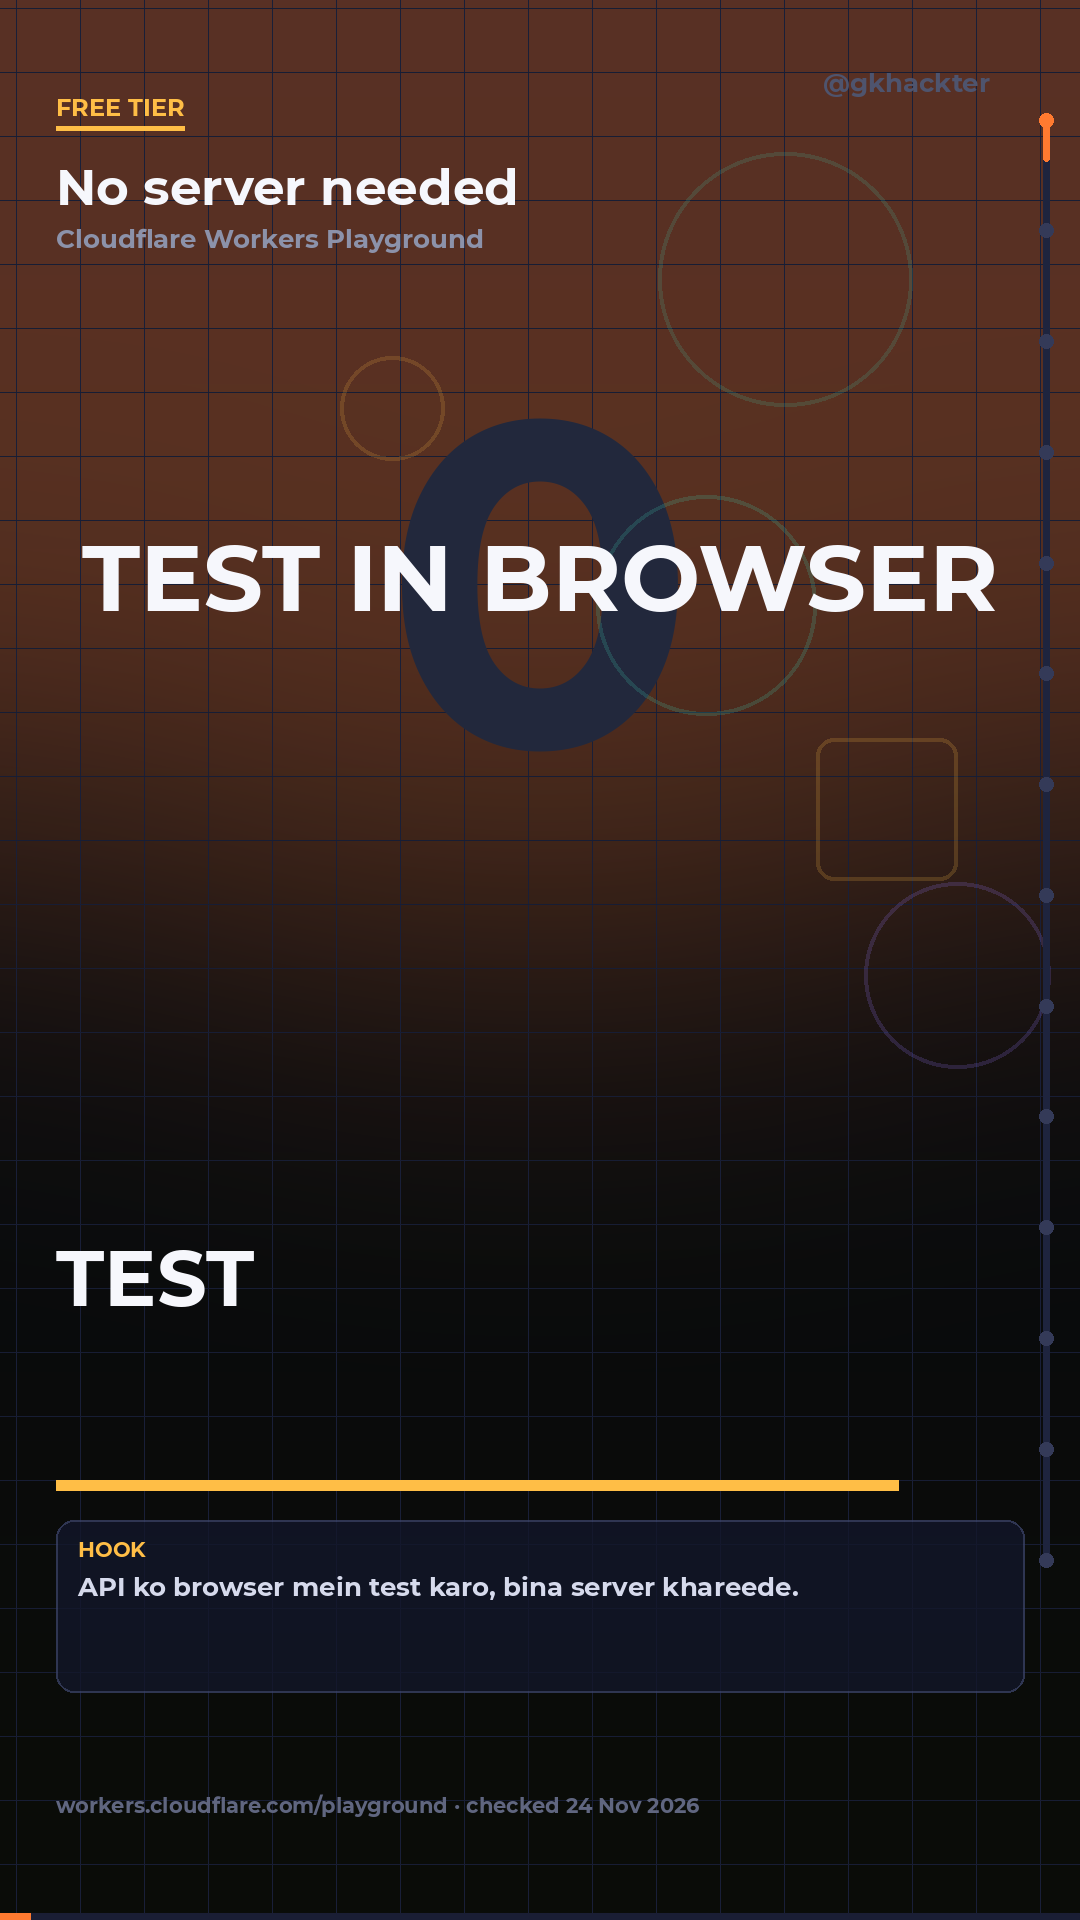 @gkhackter
FREE TIER
No server needed
Cloudflare Workers Playground
0
TEST IN BROWSER
TEST
HOOK
API ko browser mein test karo, bina server khareede.
workers.cloudflare.com/playground · checked 24 Nov 2026